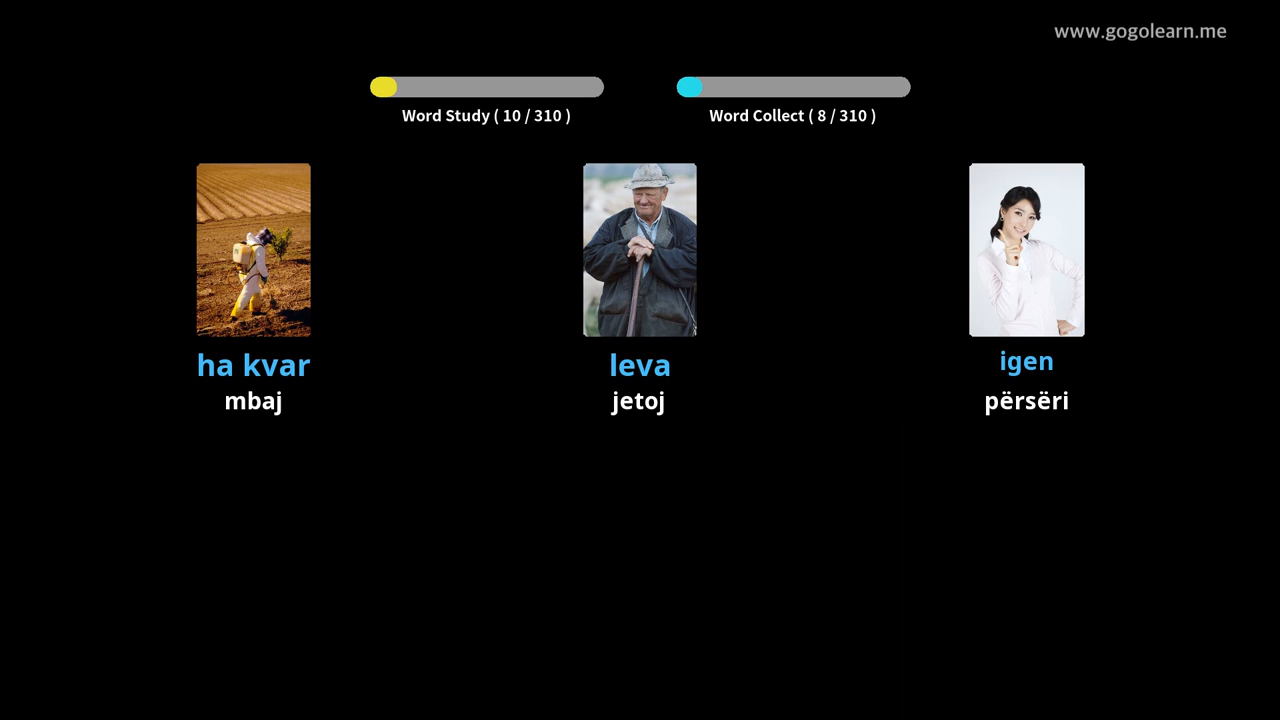 www.gogolearn.me
Word Study ( 10 / 310 )
Word Collect ( 8 / 310 )
ha kvar
mbaj
leva
jetoj
igen
përsëri